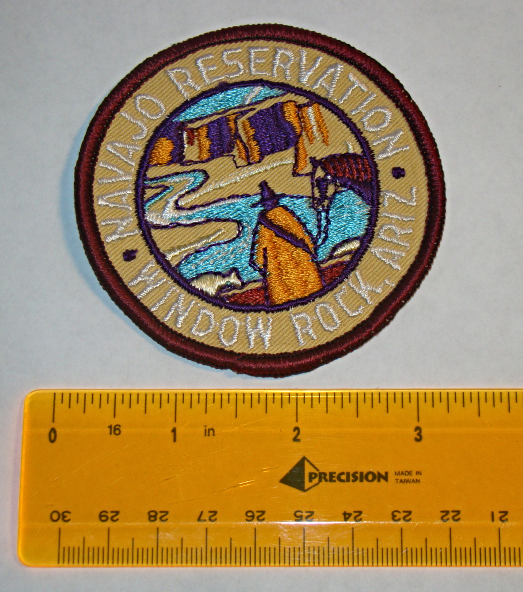 NAVAJO RESERVATION
WINDOW ROCK, ARIZ
0 16 1 in 2 3
PRECISION MADE IN TAIWAN
30 29 28 27 26 25 24 23 22 21